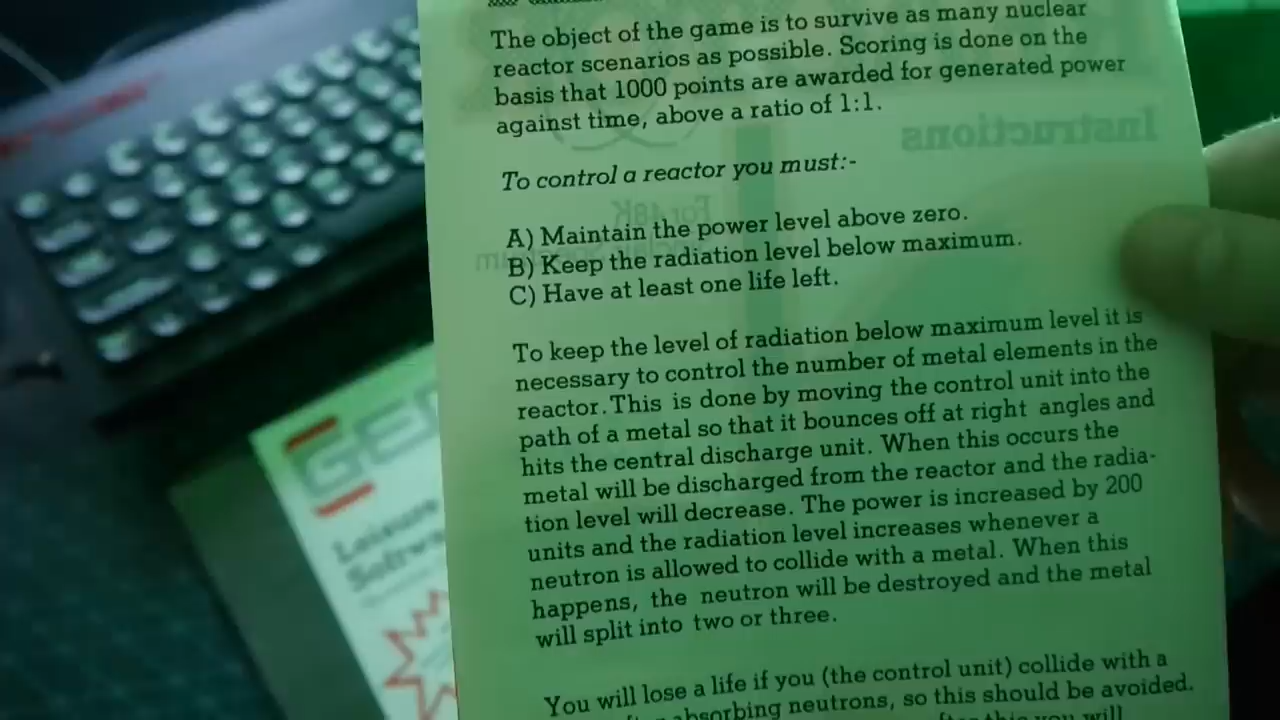 The object of the game is to survive as many nuclear
reactor scenarios as possible. Scoring is done on the
basis that 1000 points are awarded for generated power
against time, above a ratio of 1:1.
To control a reactor you must:-
A) Maintain the power level above zero.
B) Keep the radiation level below maximum.
C) Have at least one life left.
To keep the level of radiation below maximum level it is
necessary to control the number of metal elements in the
reactor. This is done by moving the control unit into the
path of a metal so that it bounces off at right angles and
hits the central discharge unit. When this occurs the
metal will be discharged from the reactor and the radia-
tion level will decrease. The power is increased by 200
units and the radiation level increases whenever a
neutron is allowed to collide with a metal. When this
happens, the neutron will be destroyed and the metal
will split into two or three.
You will lose a life if you (the control unit) collide with a
absorbing neutrons, so this should be avoided.
this you will
Instructions
For 48K
Leisure